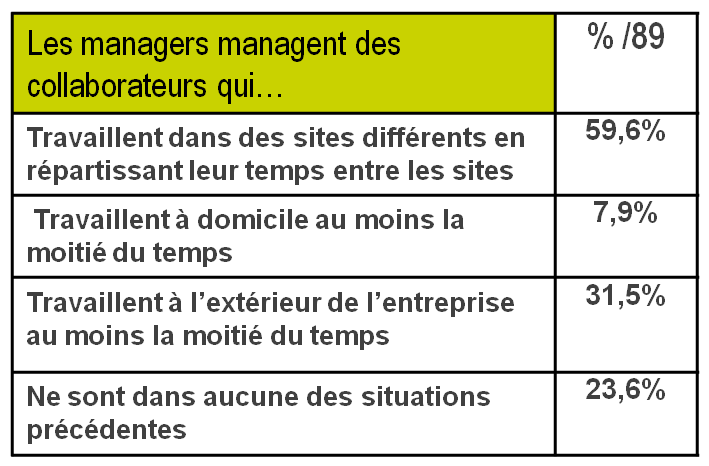 Les managers managent des
collaborateurs qui…
% /89
Travaillent dans des sites différents en
répartissant leur temps entre les sites
59,6%
Travaillent à domicile au moins la
moitié du temps
7,9%
Travaillent à l’extérieur de l’entreprise
au moins la moitié du temps
31,5%
Ne sont dans aucune des situations
précédentes
23,6%